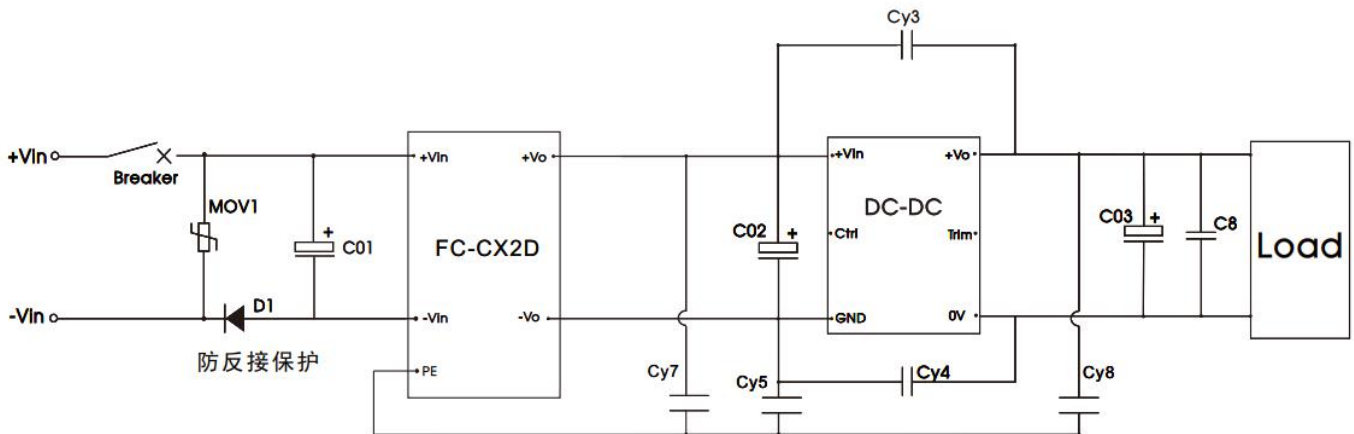 Cy3
+Vin
Breaker
MOV1
+
C01
-Vin
D1
防反接保护
+Vin
+Vo
FC-CX2D
-Vin
-Vo
PE
Cy7
C02
+
Cy5
+Vin
+Vo
DC-DC
Ctrl
Trim
GND
0V
Cy4
Cy8
C03
+
C8
Load